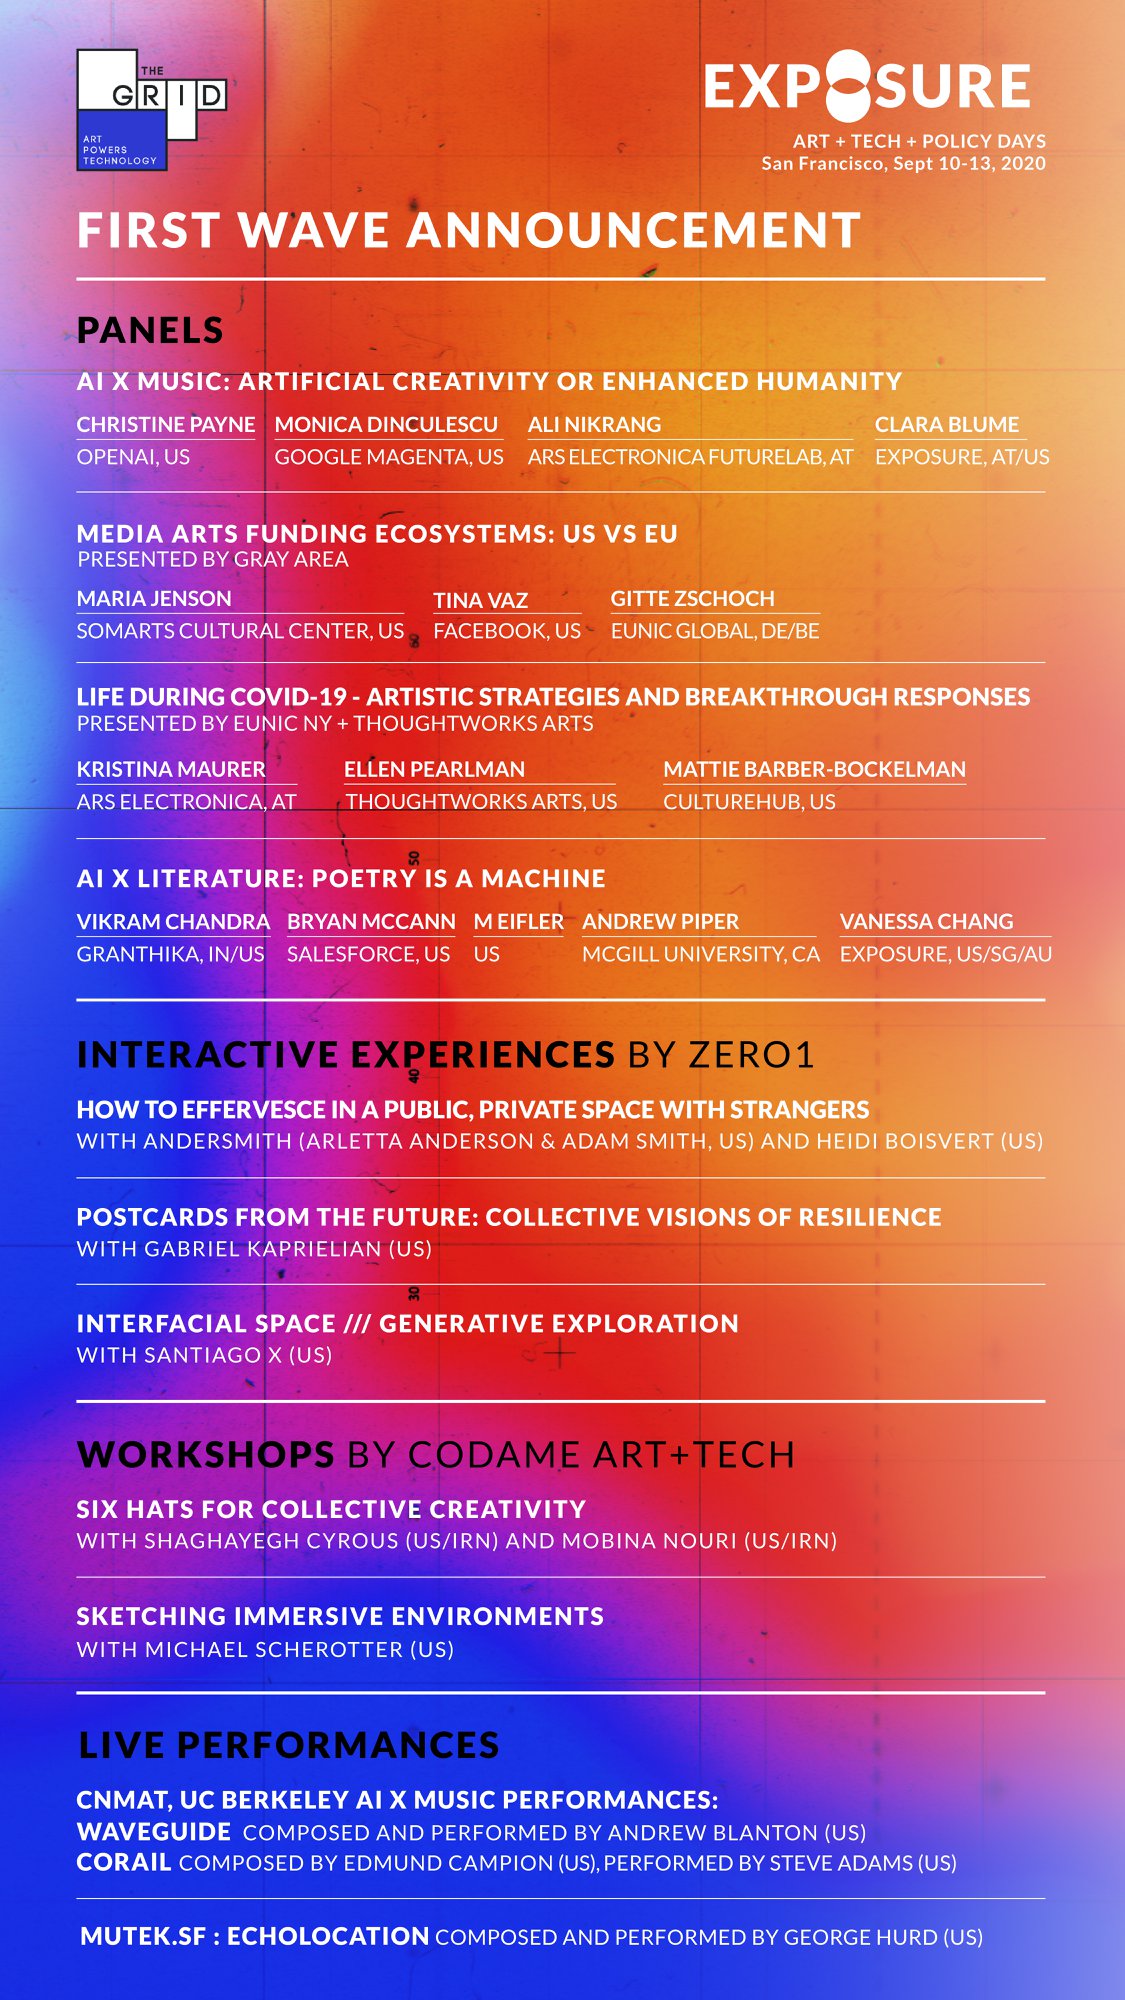 THE
GRID
ART
POWERS
TECHNOLOGY
EXPOSURE
ART + TECH + POLICY DAYS
San Francisco, Sept 10-13, 2020
FIRST WAVE ANNOUNCEMENT
PANELS
AI X MUSIC: ARTIFICIAL CREATIVITY OR ENHANCED HUMANITY
CHRISTINE PAYNE MONICA DINCULESCU ALI NIKRANG CLARA BLUME
OPENAI, US GOOGLE MAGENTA, US ARS ELECTRONICA FUTURELAB, AT EXPOSURE, AT/US
MEDIA ARTS FUNDING ECOSYSTEMS: US VS EU
PRESENTED BY GRAY AREA
MARIA JENSON TINA VAZ GITTE ZSCHOCH
SOMARTS CULTURAL CENTER, US FACEBOOK, US EUNIC GLOBAL, DE/BE
60
LIFE DURING COVID-19 - ARTISTIC STRATEGIES AND BREAKTHROUGH RESPONSES
PRESENTED BY EUNIC NY + THOUGHTWORKS ARTS
KRISTINA MAURER ELLEN PEARLMAN MATTIE BARBER-BOCKELMAN
ARS ELECTRONICA, AT THOUGHTWORKS ARTS, US CULTUREHUB, US
50
AI X LITERATURE: POETRY IS A MACHINE
VIKRAM CHANDRA BRYAN MCCANN M EIFLER ANDREW PIPER VANESSA CHANG
GRANTHIKA, IN/US SALESFORCE, US US MCGILL UNIVERSITY, CA EXPOSURE, US/SG/AU
INTERACTIVE EXPERIENCES BY ZERO1
40
HOW TO EFFERVESCE IN A PUBLIC, PRIVATE SPACE WITH STRANGERS
WITH ANDERSMITH (ARLETTA ANDERSON & ADAM SMITH, US) AND HEIDI BOISVERT (US)
POSTCARDS FROM THE FUTURE: COLLECTIVE VISIONS OF RESILIENCE
WITH GABRIEL KAPRIELIAN (US)
30
INTERFACIAL SPACE /// GENERATIVE EXPLORATION
WITH SANTIAGO X (US)
WORKSHOPS BY CODAME ART+TECH
SIX HATS FOR COLLECTIVE CREATIVITY
WITH SHAGHAYEGH CYROUS (US/IRN) AND MOBINA NOURI (US/IRN)
SKETCHING IMMERSIVE ENVIRONMENTS
WITH MICHAEL SCHEROTTER (US)
LIVE PERFORMANCES
CNMAT, UC BERKELEY AI X MUSIC PERFORMANCES:
WAVEGUIDE COMPOSED AND PERFORMED BY ANDREW BLANTON (US)
CORAIL COMPOSED BY EDMUND CAMPION (US), PERFORMED BY STEVE ADAMS (US)
MUTEK.SF : ECHOLOCATION COMPOSED AND PERFORMED BY GEORGE HURD (US)